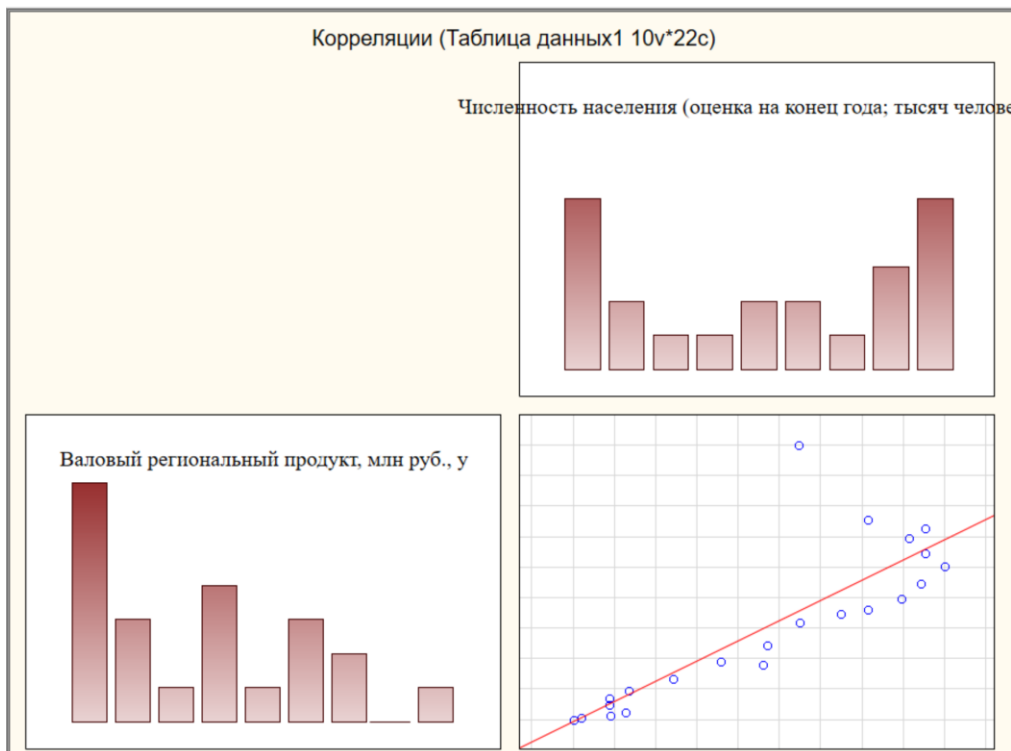 Корреляции (Таблица данных1 10v*22c)
Численность населения (оценка на конец года; тысяч челове
Валовый региональный продукт, млн руб., y